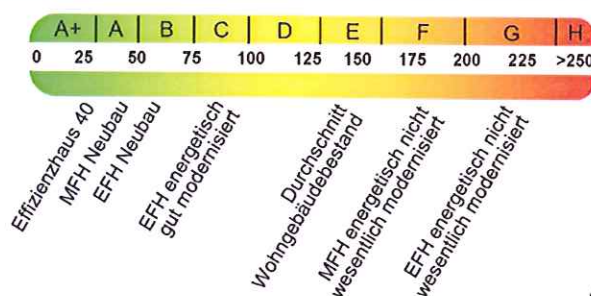 A+ A B C D E F G H
0 25 50 75 100 125 150 175 200 225 >250
Effizienzhaus 40
MFH Neubau
EFH Neubau
EFH energetisch
gut modernisiert
Durchschnitt
Wohngebäudebestand
MFH energetisch nicht
wesentlich modernisiert
EFH energetisch nicht
wesentlich modernisiert